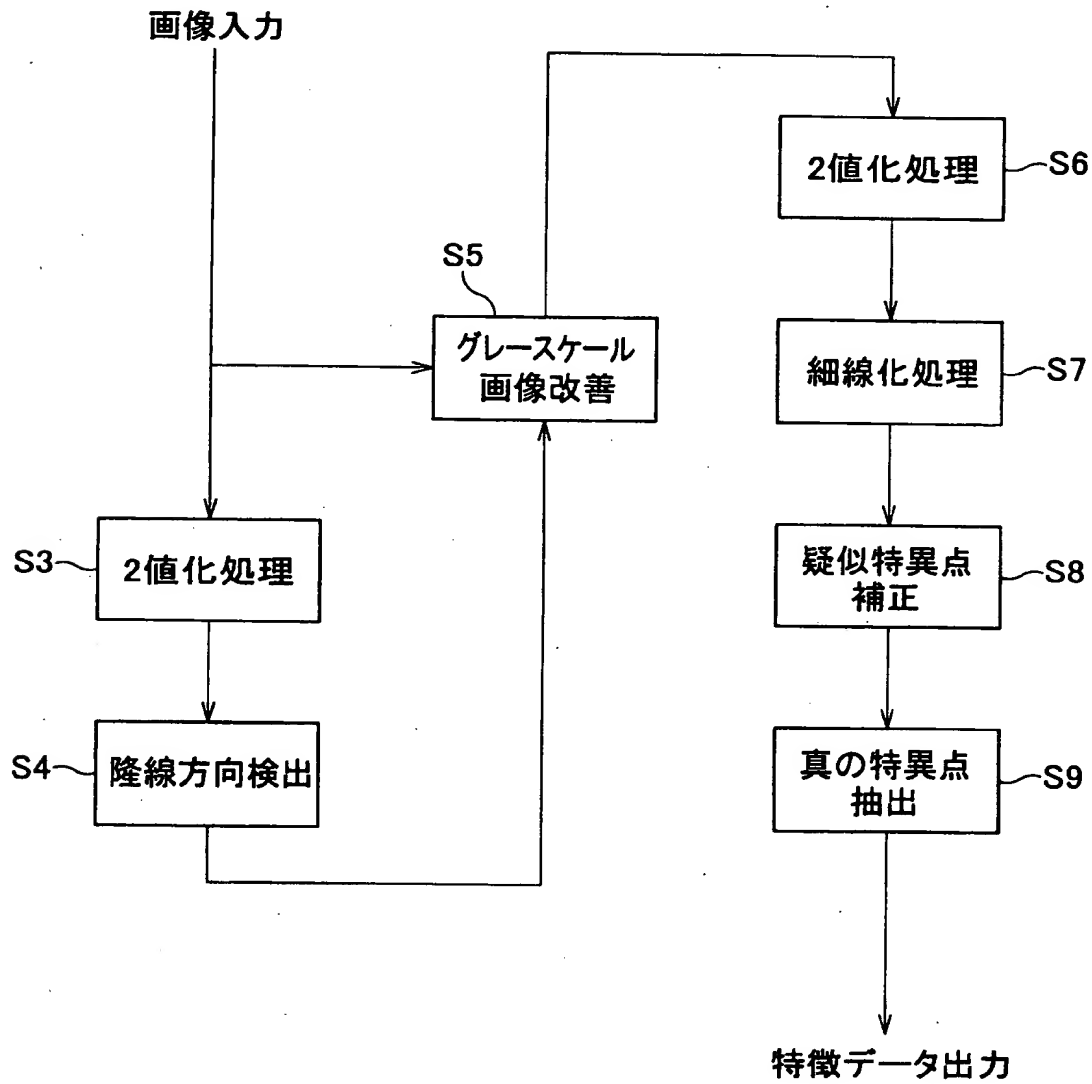 画像入力
S3
2値化処理
S4
隆線方向検出
S5
グレースケール
画像改善
2値化処理
S6
細線化処理
S7
疑似特異点
補正
S8
真の特異点
抽出
S9
特徴データ出力